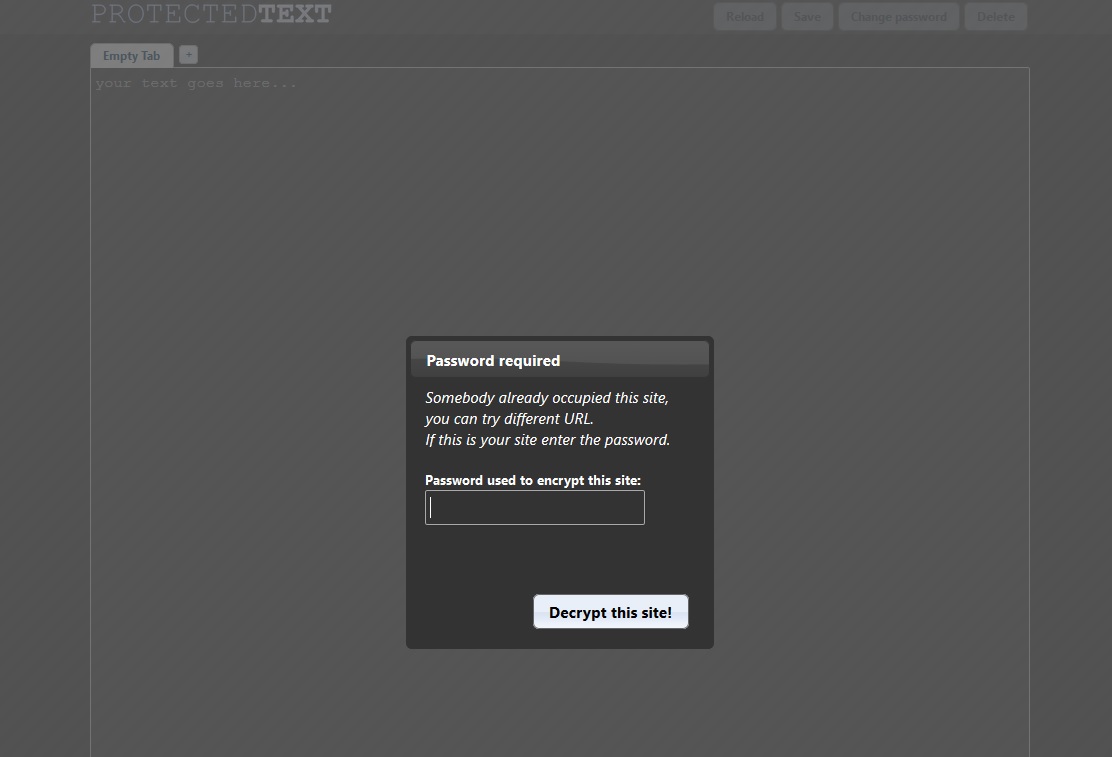 PROTECTEDTEXT
Reload Save Change password Delete
Empty Tab +
your text goes here...
Password required
Somebody already occupied this site,
you can try different URL.
If this is your site enter the password.
Password used to encrypt this site:
Decrypt this site!